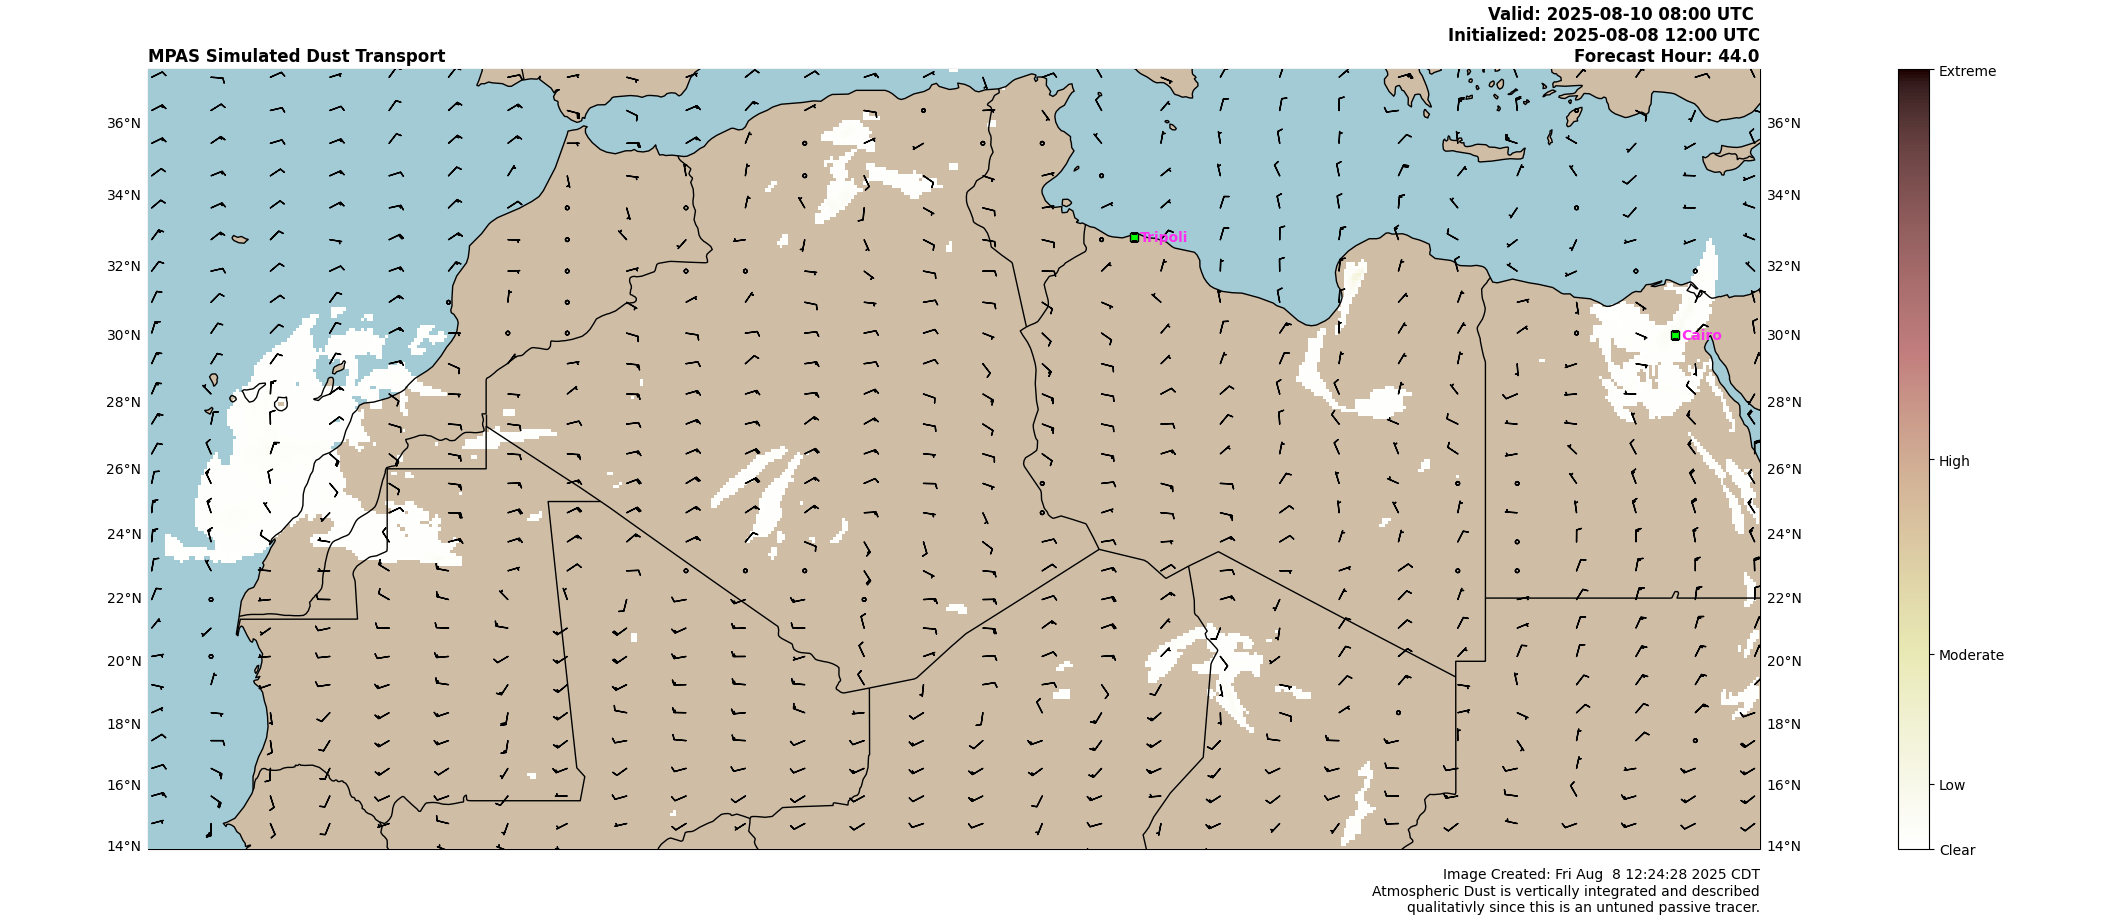 Valid: 2025-08-10 08:00 UTC
Initialized: 2025-08-08 12:00 UTC
MPAS Simulated Dust Transport Forecast Hour: 44.0
Extreme
36°N 36°N
34°N 34°N
Tripoli
32°N 32°N
30°N Cairo 30°N
28°N 28°N
26°N 26°N
High
24°N 24°N
22°N 22°N
Moderate
20°N 20°N
18°N 18°N
16°N 16°N
Low
14°N 14°N
Clear
Image Created: Fri Aug  8 12:24:28 2025 CDT
Atmospheric Dust is vertically integrated and described
qualitativly since this is an untuned passive tracer.